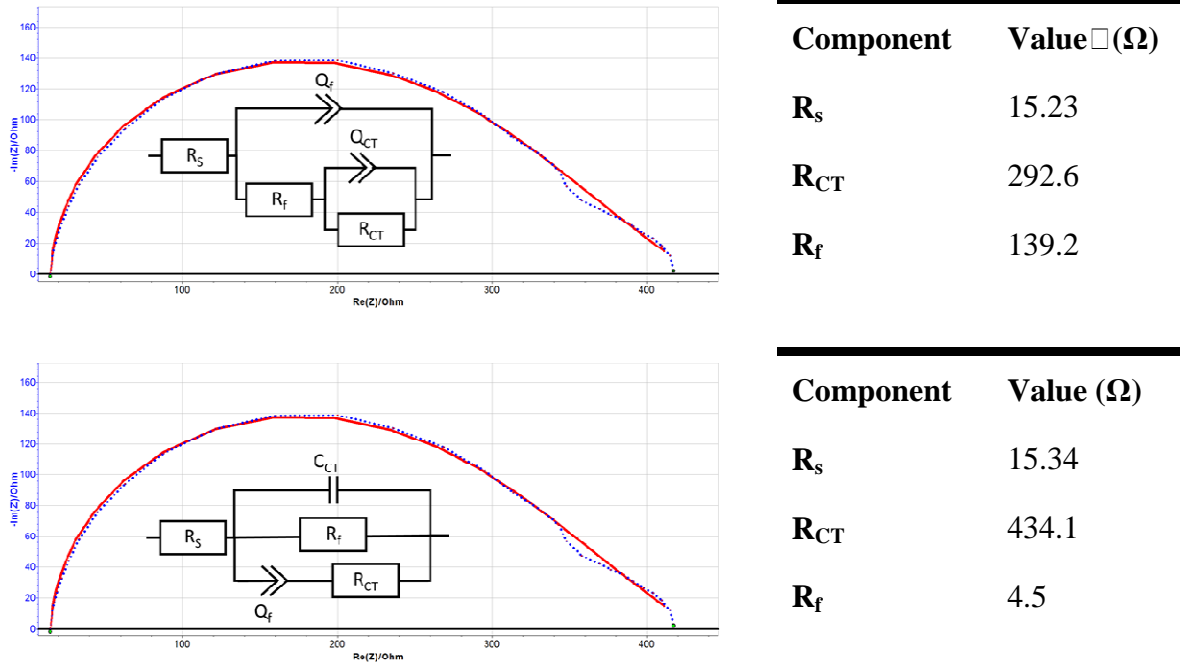 160
140
120
100
80
60
40
20
0
-Im(Z)/Ohm
Q_f
Q_CT
R_S
R_f
R_CT
100 200 300 400
Re(Z)/Ohm
Component Value□(Ω)
R_s 15.23
R_CT 292.6
R_f 139.2
160
140
120
100
80
60
40
20
0
-Im(Z)/Ohm
C_CT
R_S
R_f
R_CT
Q_f
100 200 300 400
Re(Z)/Ohm
Component Value (Ω)
R_s 15.34
R_CT 434.1
R_f 4.5